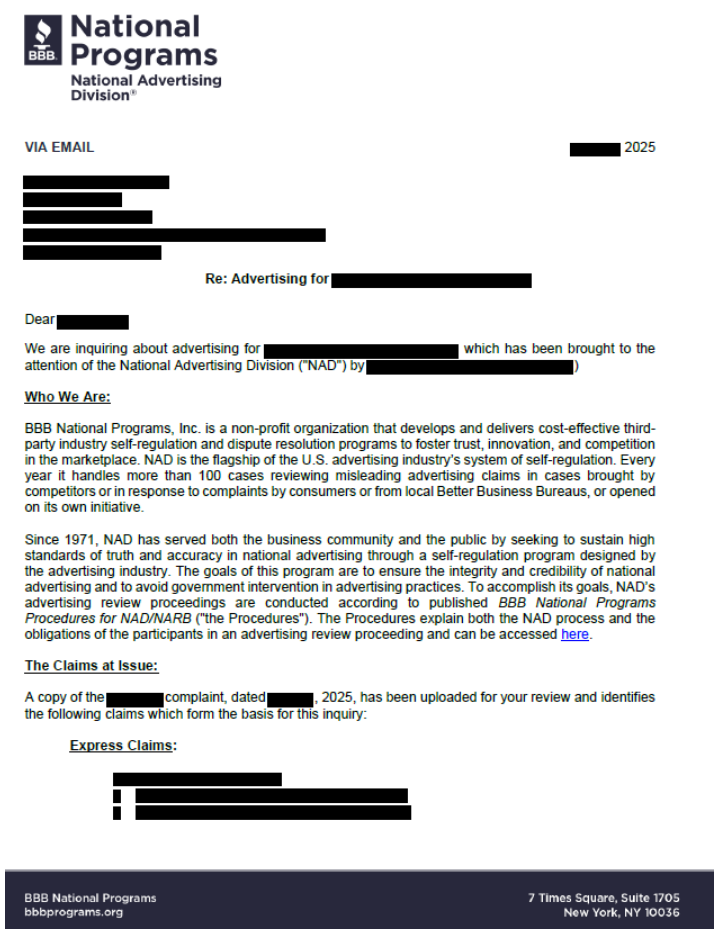 National
Programs
BBB.
National Advertising
Division®
VIA EMAIL
2025
Re: Advertising for
Dear
We are inquiring about advertising for which has been brought to the
attention of the National Advertising Division ("NAD") by )
Who We Are:
BBB National Programs, Inc. is a non-profit organization that develops and delivers cost-effective third-
party industry self-regulation and dispute resolution programs to foster trust, innovation, and competition
in the marketplace. NAD is the flagship of the U.S. advertising industry's system of self-regulation. Every
year it handles more than 100 cases reviewing misleading advertising claims in cases brought by
competitors or in response to complaints by consumers or from local Better Business Bureaus, or opened
on its own initiative.
Since 1971, NAD has served both the business community and the public by seeking to sustain high
standards of truth and accuracy in national advertising through a self-regulation program designed by
the advertising industry. The goals of this program are to ensure the integrity and credibility of national
advertising and to avoid government intervention in advertising practices. To accomplish its goals, NAD's
advertising review proceedings are conducted according to published BBB National Programs
Procedures for NAD/NARB ("the Procedures"). The Procedures explain both the NAD process and the
obligations of the participants in an advertising review proceeding and can be accessed here.
The Claims at Issue:
A copy of the complaint, dated , 2025, has been uploaded for your review and identifies
the following claims which form the basis for this inquiry:
Express Claims:
BBB National Programs
bbbprograms.org
7 Times Square, Suite 1705
New York, NY 10036